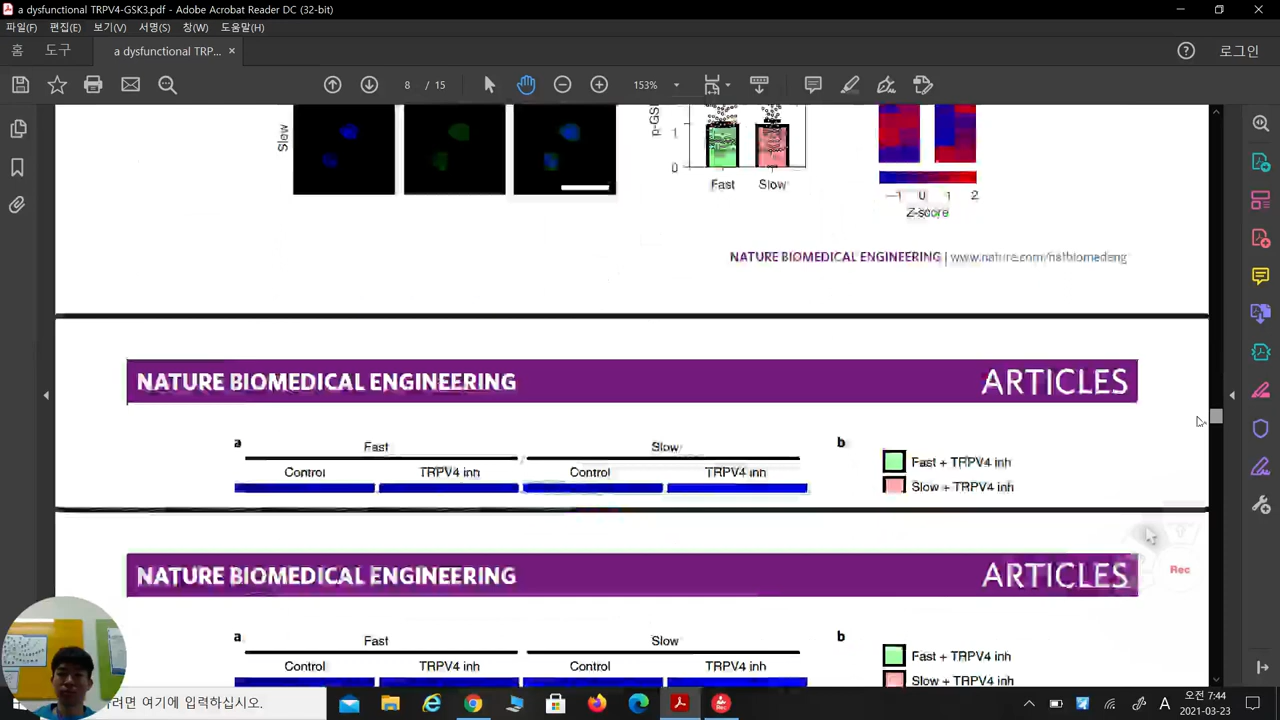 a dysfunctional TRPV4-GSK3.pdf - Adobe Acrobat Reader DC (32-bit)
파일(F) 편집(E) 보기(V) 서명(S) 창(W) 도움말(H)
홈 도구 a dysfunctional TRP... × 로그인
8 / 15 153%
Slow
p-GS
1
0
Fast Slow
−1 0 1 2
Z-score
NATURE BIOMEDICAL ENGINEERING | www.nature.com/natbiomedeng
NATURE BIOMEDICAL ENGINEERING ARTICLES
a Fast Slow b
Control TRPV4 inh Control TRPV4 inh
Fast + TRPV4 inh
Slow + TRPV4 inh
NATURE BIOMEDICAL ENGINEERING ARTICLES
Rec
a Fast Slow b
Control TRPV4 inh Control TRPV4 inh
Fast + TRPV4 inh
Slow + TRPV4 inh
려면 여기에 입력하십시오.
Rec
A
오전 7:44
2021-03-23